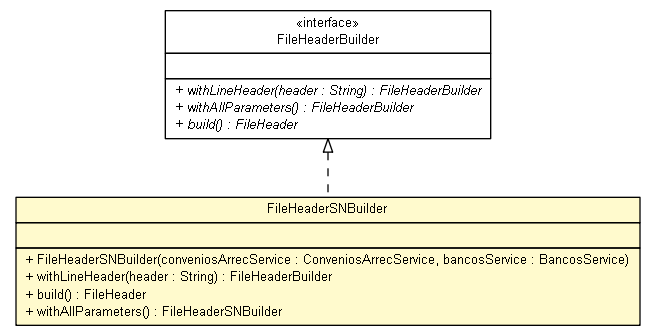 «interface»
FileHeaderBuilder
+ withLineHeader(header : String) : FileHeaderBuilder
+ withAllParameters() : FileHeaderBuilder
+ build() : FileHeader
FileHeaderSNBuilder
+ FileHeaderSNBuilder(conveniosArrecService : ConveniosArrecService, bancosService : BancosService)
+ withLineHeader(header : String) : FileHeaderBuilder
+ build() : FileHeader
+ withAllParameters() : FileHeaderSNBuilder